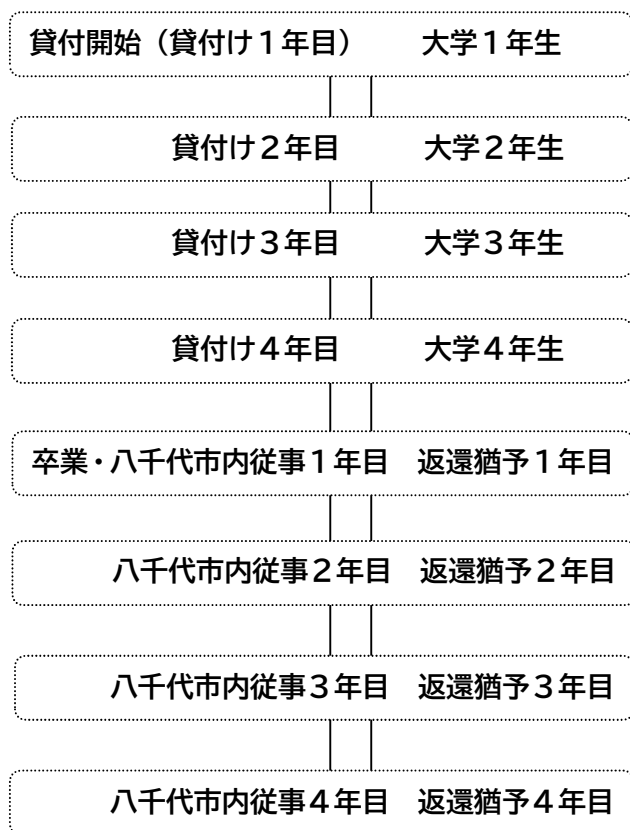 貸付開始（貸付け１年目）　　大学１年生
貸付け２年目　　　大学２年生
貸付け３年目　　　大学３年生
貸付け４年目　　　大学４年生
卒業・八千代市内従事１年目　返還猶予１年目
八千代市内従事２年目　返還猶予２年目
八千代市内従事３年目　返還猶予３年目
八千代市内従事４年目　返還猶予４年目